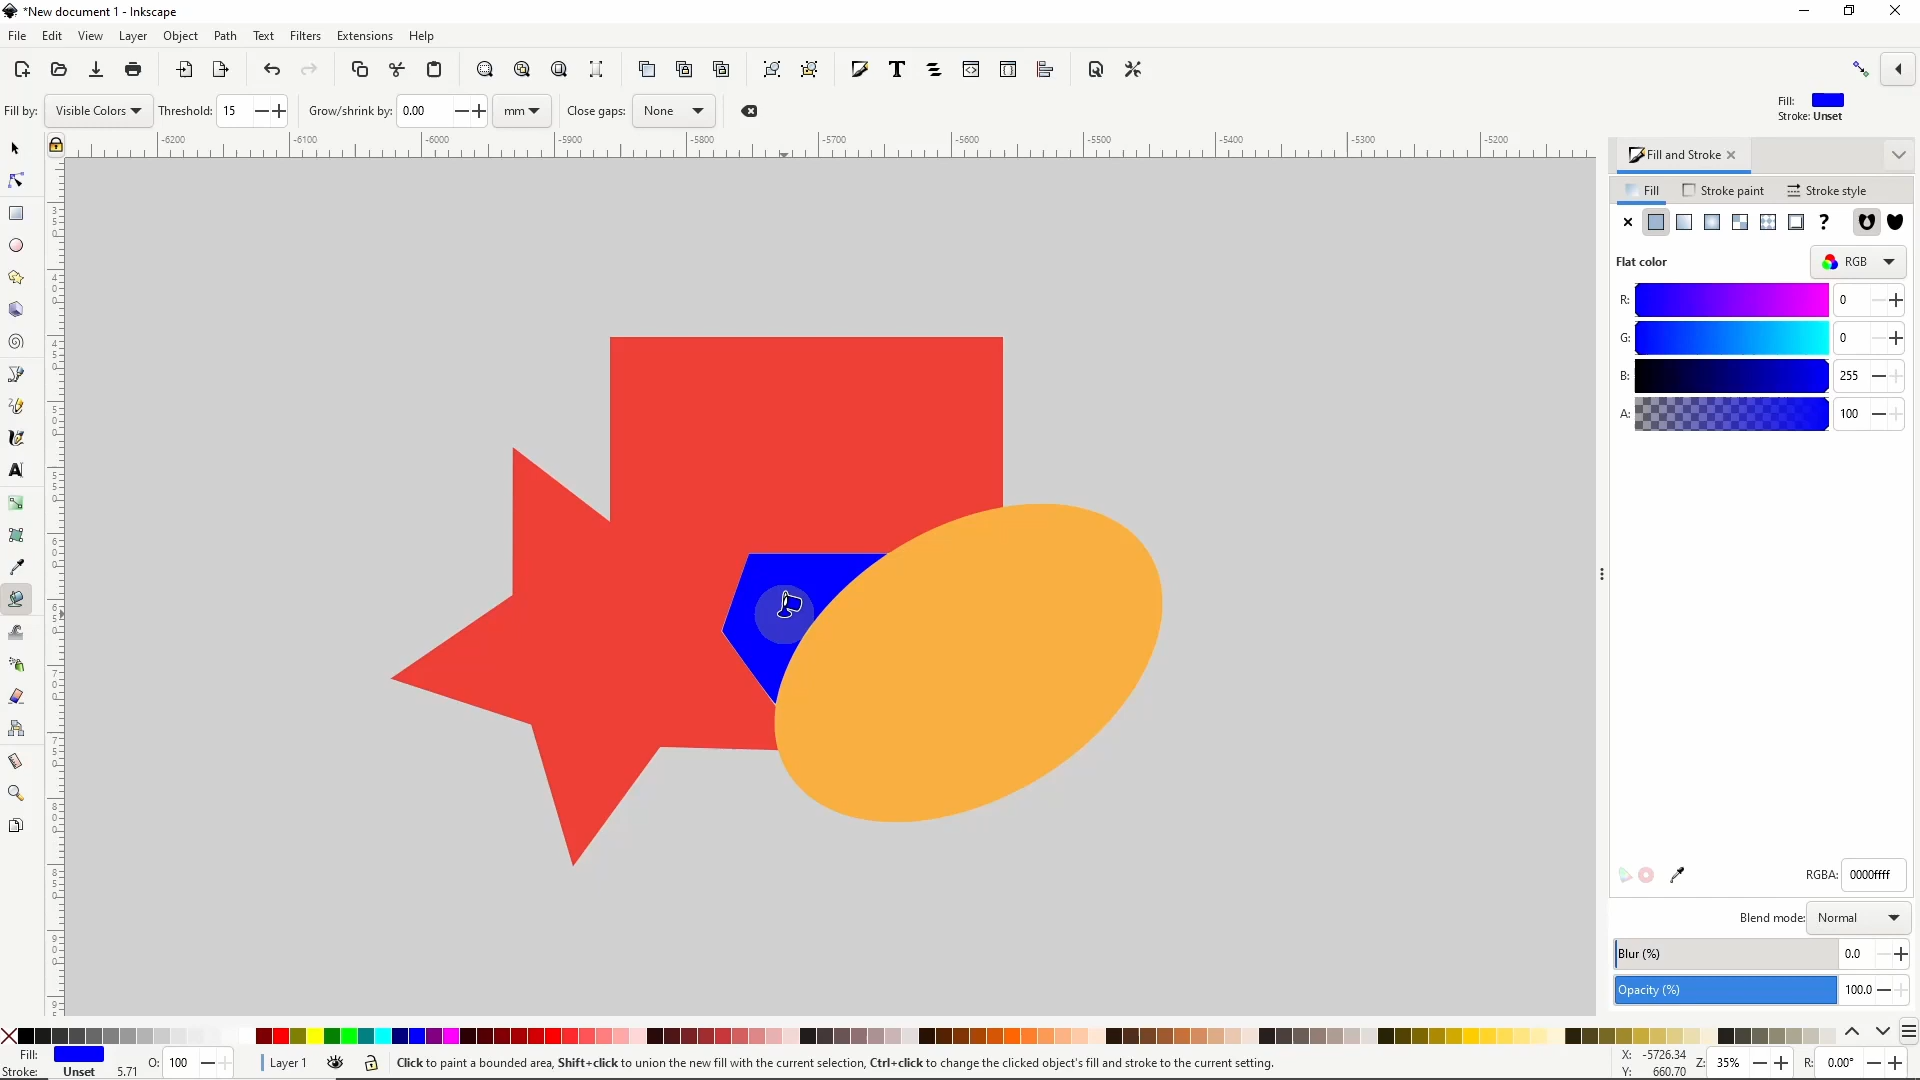 *New document 1 - Inkscape
File Edit View Layer Object Path Text Filters Extensions Help
Fill by: Visible Colors Threshold: 15 Grow/shrink by: 0.00 mm Close gaps: None
Fill:
Stroke: Unset
-6200 -6100 -6000 -5900 -5800 -5700 -5600 -5500 -5400 -5300 -5200
Fill and Stroke
Fill Stroke paint Stroke style
?
Flat color RGB
R: 0
G: 0
B: 255
A: 100
RGBA: 0000ffff
Blend mode: Normal
Blur (%) 0.0
Opacity (%) 100.0
Fill:
Stroke: Unset 5.71 O: 100 Layer 1 Click to paint a bounded area, Shift+click to union the new fill with the current selection, Ctrl+click to change the clicked object's fill and stroke to the current setting.
X: -5726.34
Y: 660.70
Z: 35% R: 0.00°